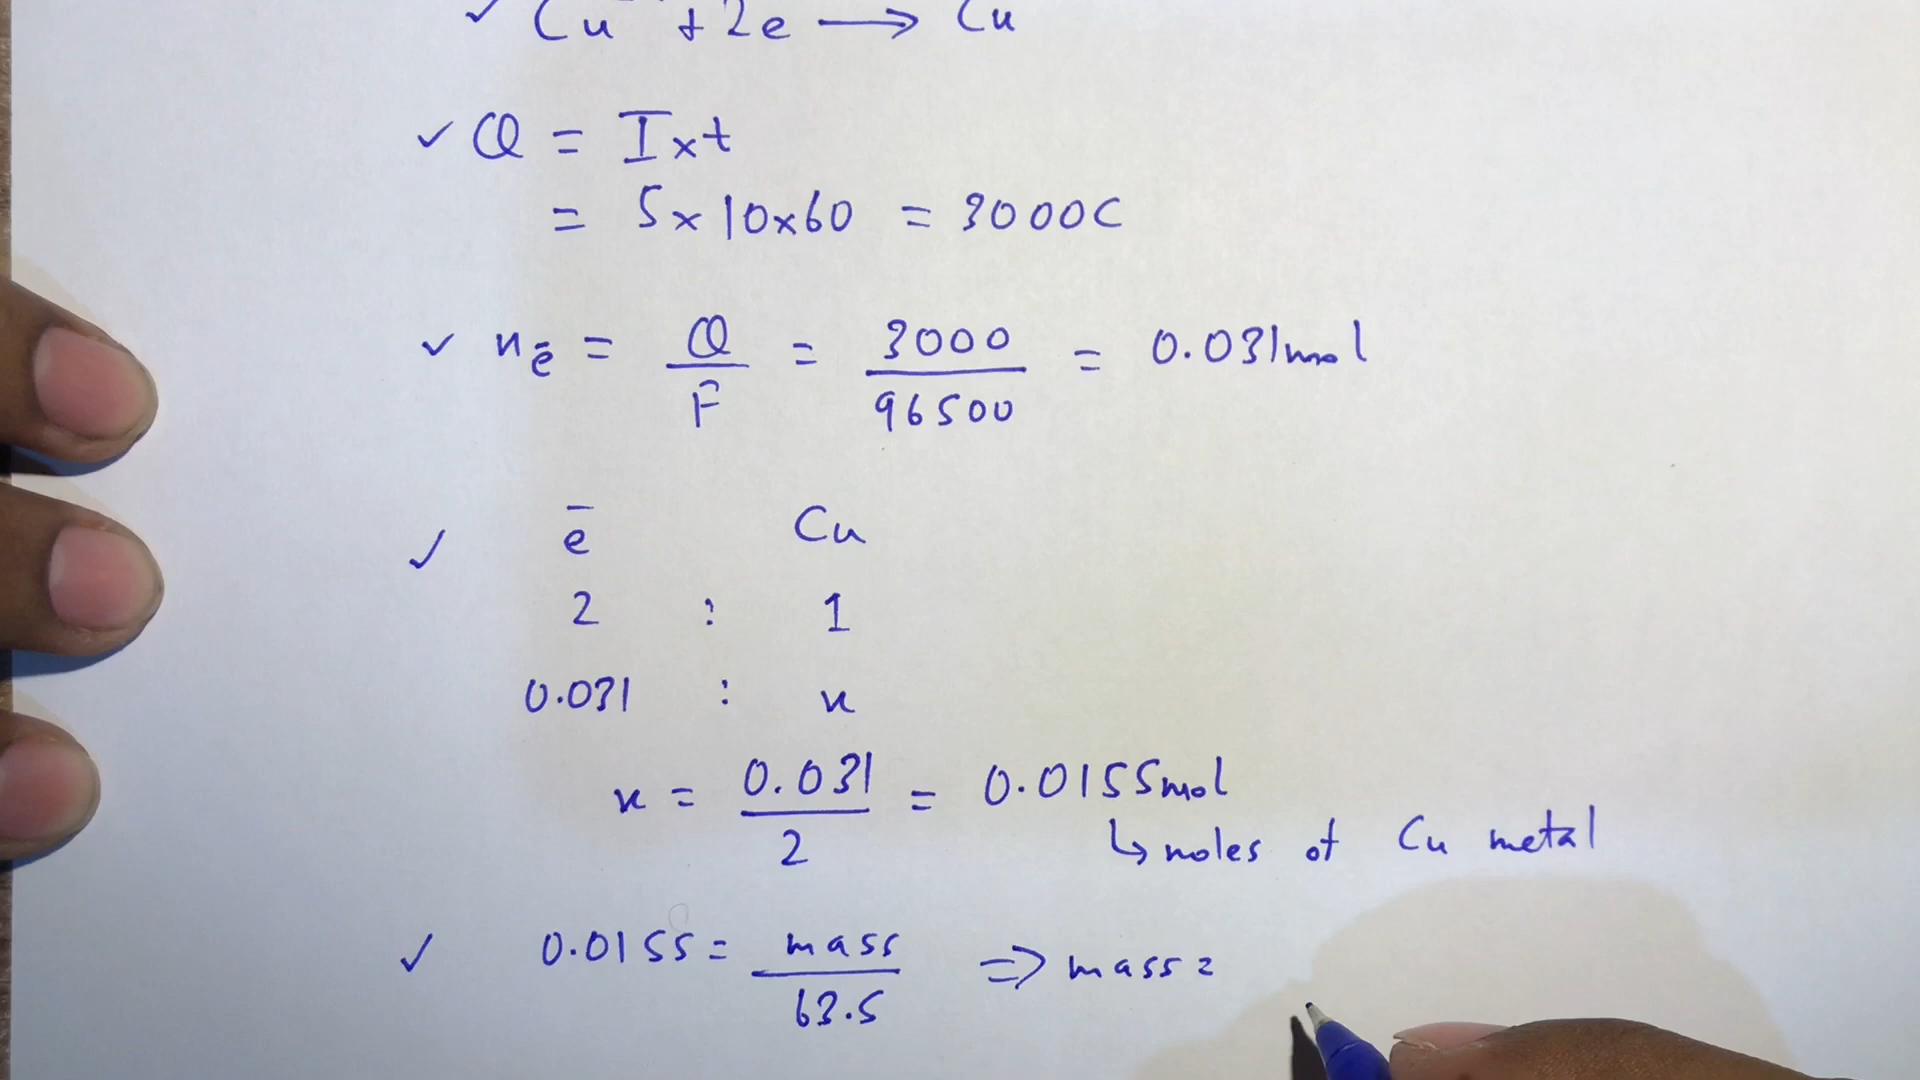 ✓ Cu + 2e ⟶ Cu
✓ Q = I x t
= 5 x 10 x 60 = 3000C
✓ nē = Q/F = 3000/96500 = 0.031mol
✓ ē Cu
2 : 1
0.031 : x
x = 0.031/2 = 0.0155mol
↳ moles of Cu metal
✓ 0.0155 = mass/63.5 ⇒ mass =